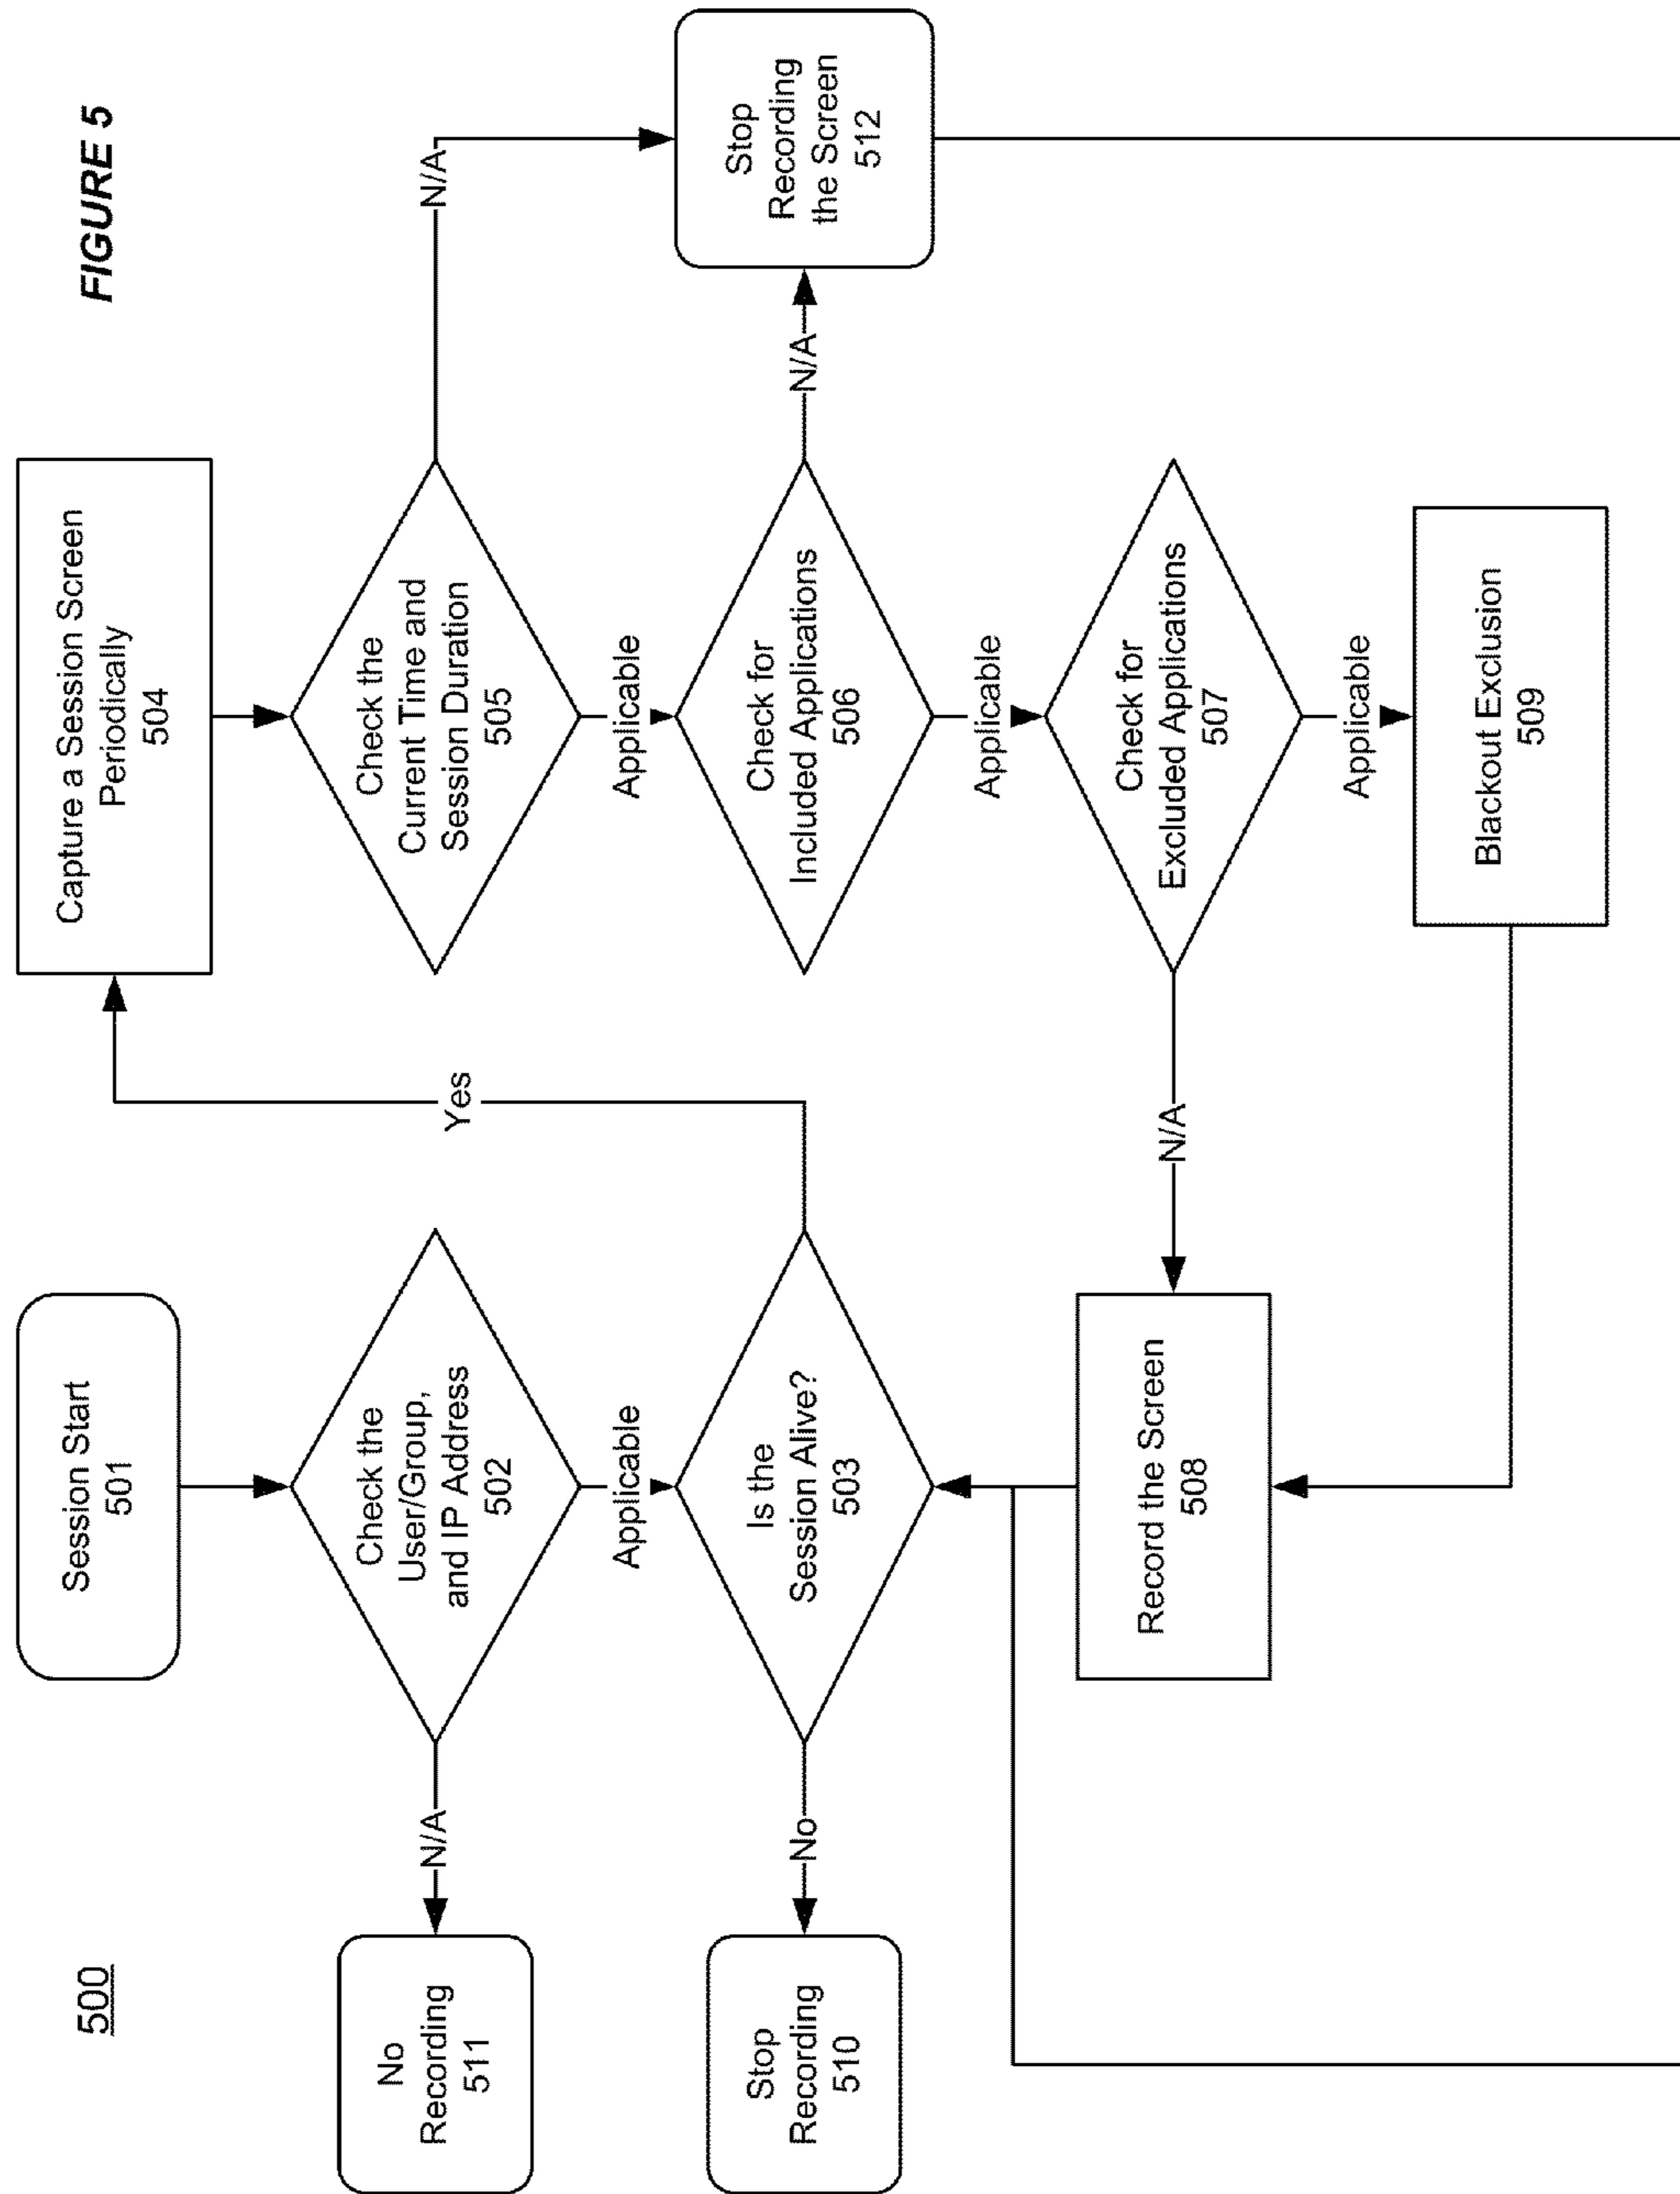 500
FIGURE 5
Session Start
501
Check the
User/Group,
and IP Address
502
N/A
No
Recording
511
Applicable
Is the
Session Alive?
503
No
Stop
Recording
510
Yes
Capture a Session Screen
Periodically
504
Check the
Current Time and
Session Duration
505
N/A
Applicable
Check for
Included Applications
506
N/A
Stop
Recording
the Screen
512
Applicable
Check for
Excluded Applications
507
N/A
Record the Screen
508
Applicable
Blackout Exclusion
509